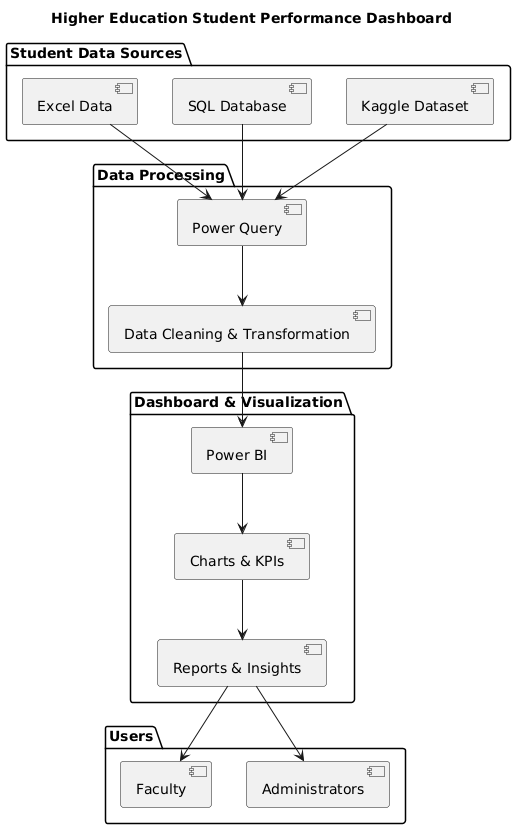 Higher Education Student Performance Dashboard
Student Data Sources
Excel Data
SQL Database
Kaggle Dataset
Data Processing
Power Query
Data Cleaning & Transformation
Dashboard & Visualization
Power BI
Charts & KPIs
Reports & Insights
Users
Faculty
Administrators